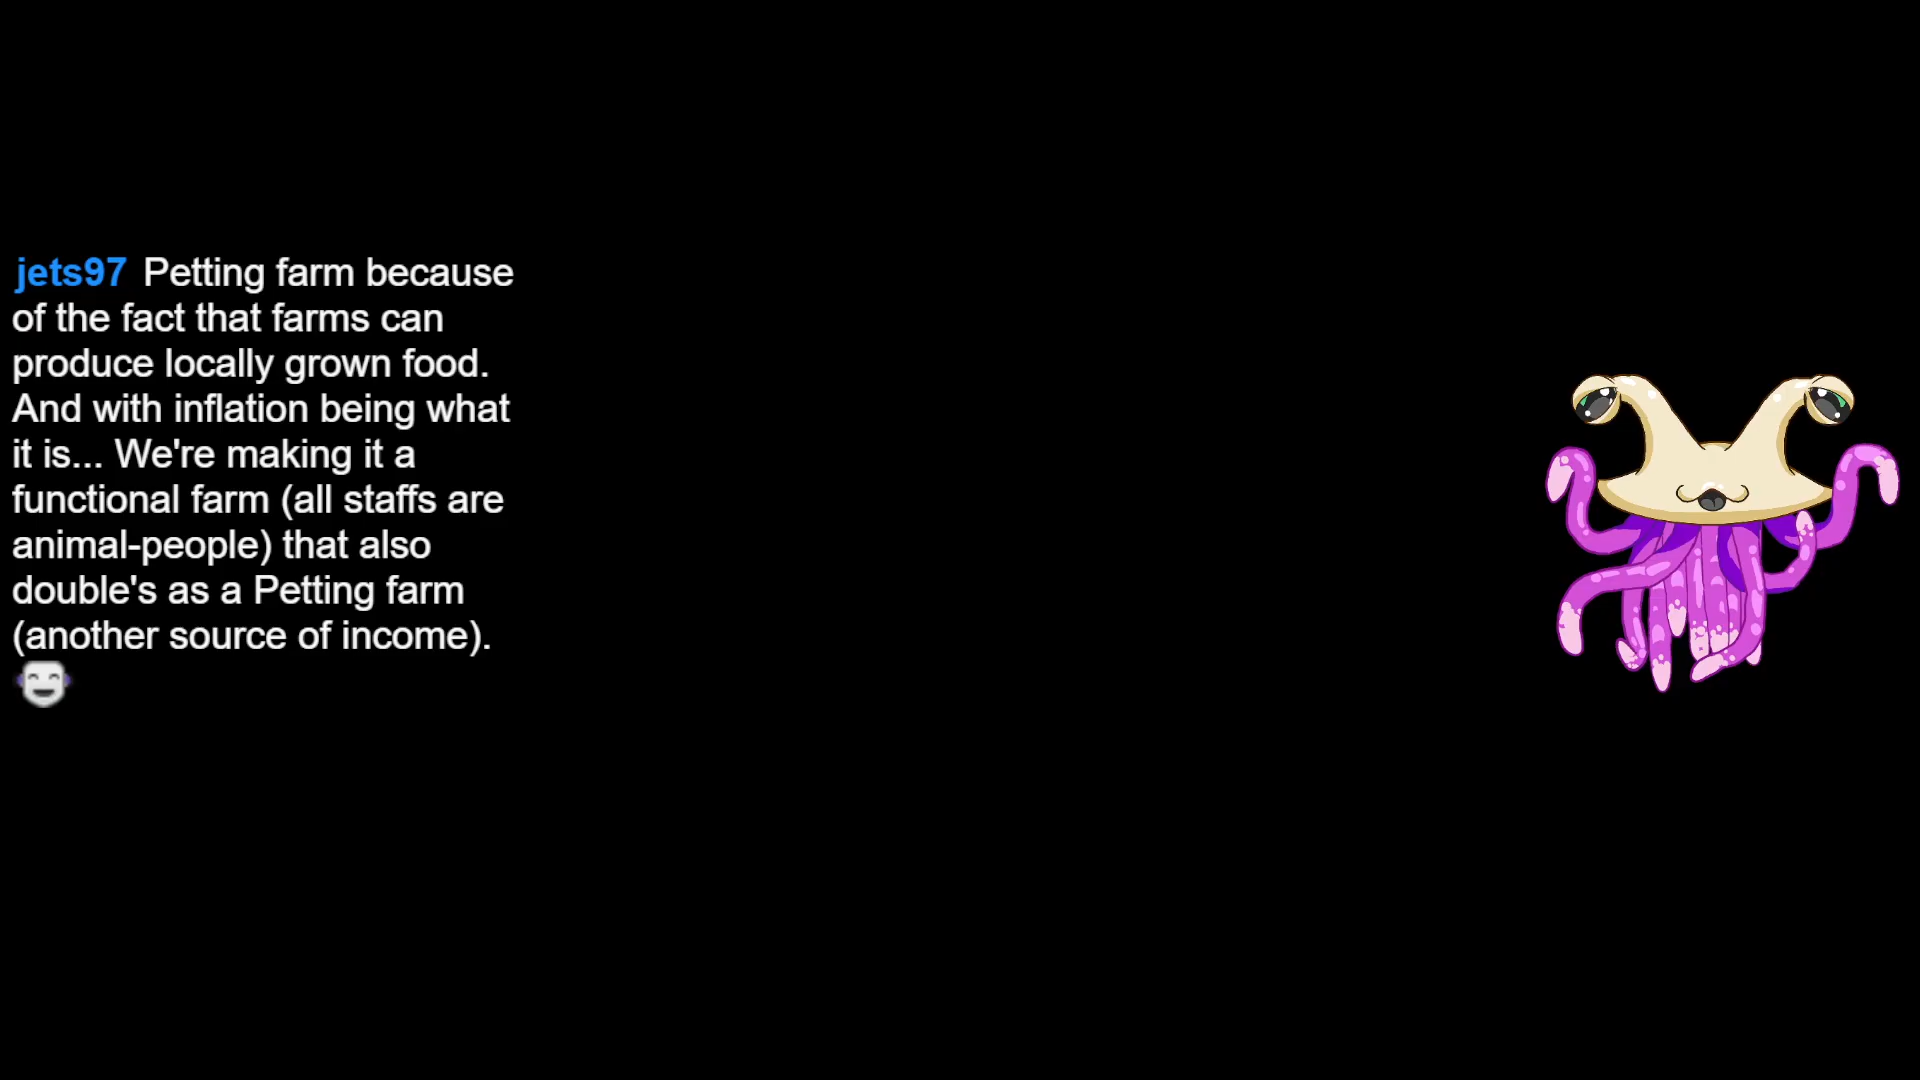 jets97 Petting farm because
of the fact that farms can
produce locally grown food.
And with inflation being what
it is... We're making it a
functional farm (all staffs are
animal-people) that also
double's as a Petting farm
(another source of income).